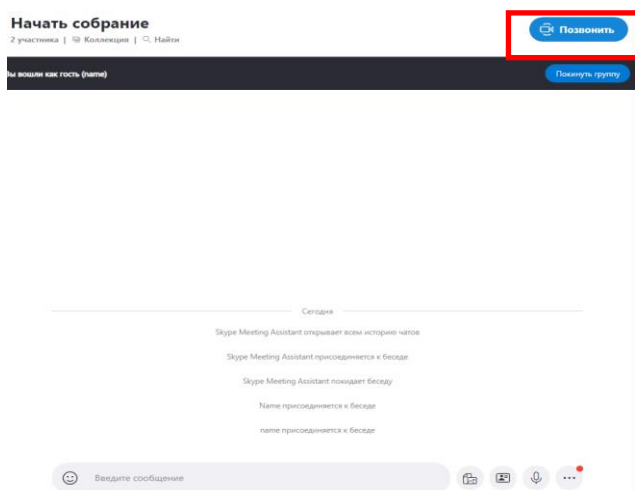 Начать собрание
Позвонить
2 участника | Коллекция | Найти
Вы вошли как гость (name)
Покинуть группу
Сегодня
Skype Meeting Assistant открывает всем историю чатов
Skype Meeting Assistant присоединяется к беседе
Skype Meeting Assistant покидает беседу
Name присоединяется к беседе
name присоединяется к беседе
Введите сообщение